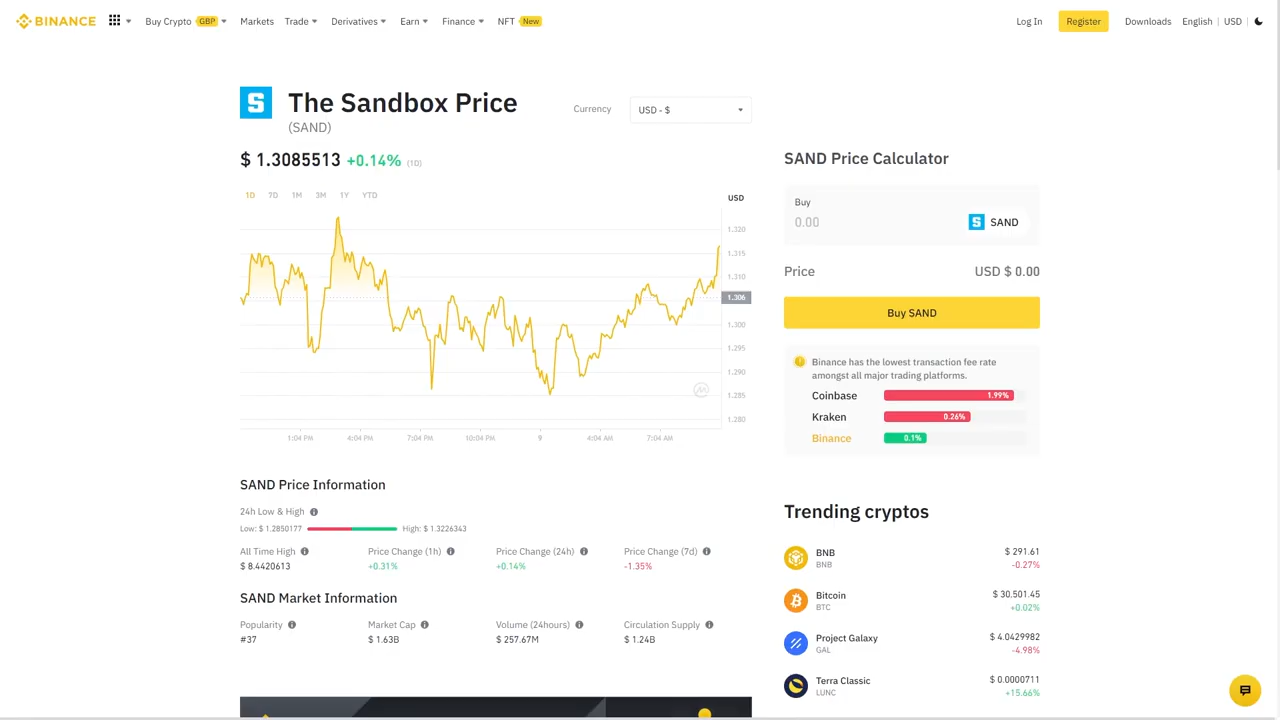 BINANCE
Buy Crypto GBP
Markets
Trade
Derivatives
Earn
Finance
NFT New
Log In
Register
Downloads
English | USD
The Sandbox Price
(SAND)
Currency
USD - $
$ 1.3085513 +0.14% (1D)
1D 7D 1M 3M 1Y YTD
USD
1.320
1.315
1.310
1.306
1.300
1.295
1.290
1.285
1.280
1:04 PM 4:04 PM 7:04 PM 10:04 PM 9 4:04 AM 7:04 AM
SAND Price Information
24h Low & High
Low: $ 1.2850177 High: $ 1.3226343
All Time High Price Change (1h) Price Change (24h) Price Change (7d)
$ 8.4420613 +0.31% +0.14% -1.35%
SAND Market Information
Popularity Market Cap Volume (24hours) Circulation Supply
#37 $ 1.63B $ 257.67M $ 1.24B
SAND Price Calculator
Buy
0.00 SAND
Price USD $ 0.00
Buy SAND
Binance has the lowest transaction fee rate
amongst all major trading platforms.
Coinbase 1.99%
Kraken 0.26%
Binance 0.1%
Trending cryptos
BNB $ 291.61
BNB -0.27%
Bitcoin $ 30,501.45
BTC +0.02%
Project Galaxy $ 4.0429982
GAL -4.98%
Terra Classic $ 0.0000711
LUNC +15.66%